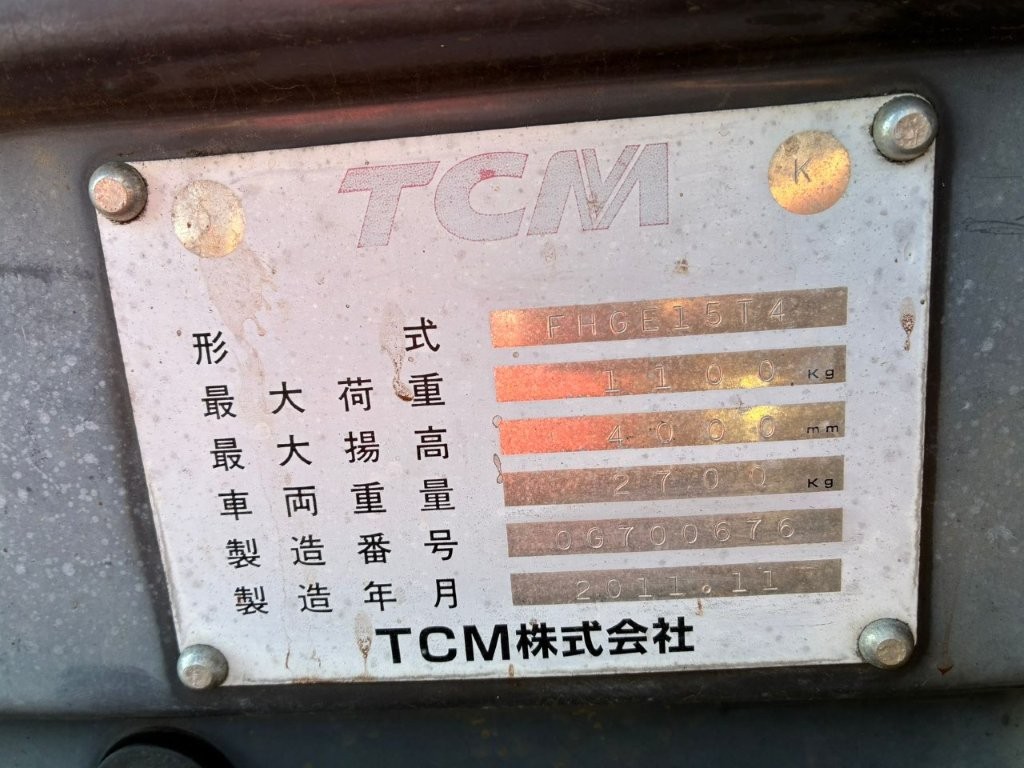 TCM
K
形式 FHGE15T4
最大荷重 1100 Kg
最大揚高 4000 mm
車両重量 2700 Kg
製造番号 0G700676
製造年月 2011.11
TCM株式会社